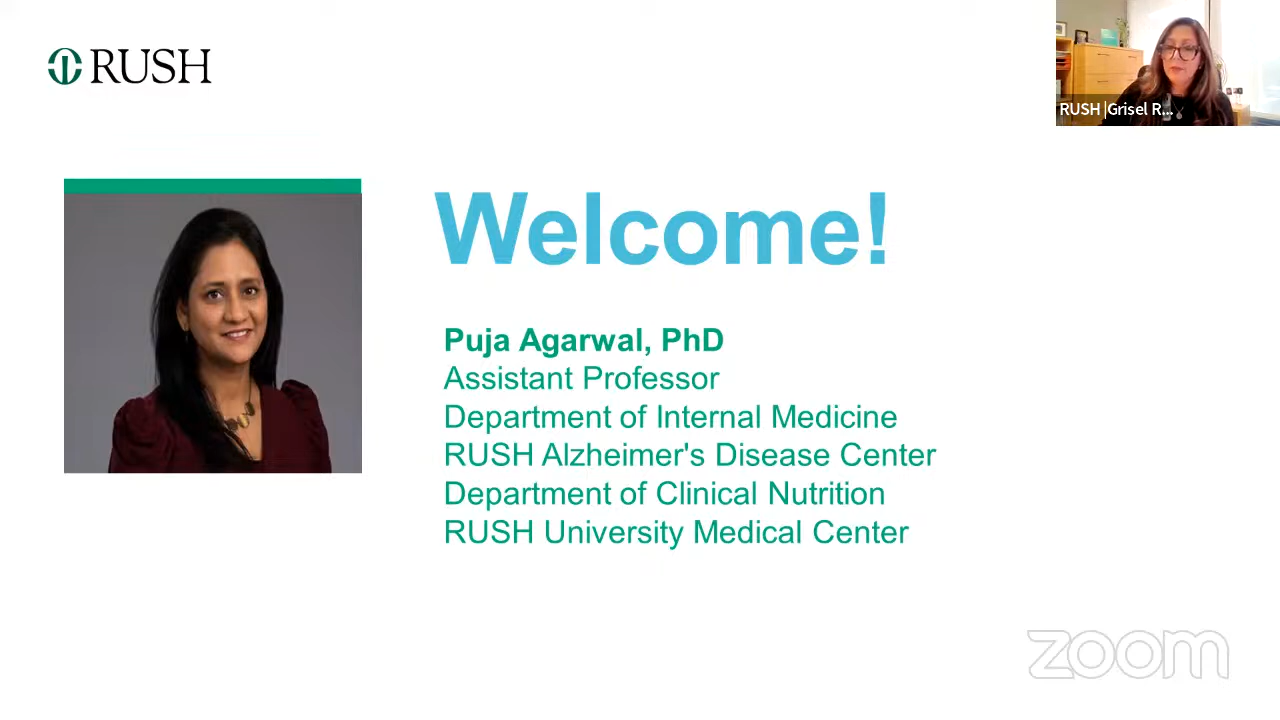 RUSH
RUSH |Grisel R...
Welcome!
Puja Agarwal, PhD
Assistant Professor
Department of Internal Medicine
RUSH Alzheimer's Disease Center
Department of Clinical Nutrition
RUSH University Medical Center
zoom